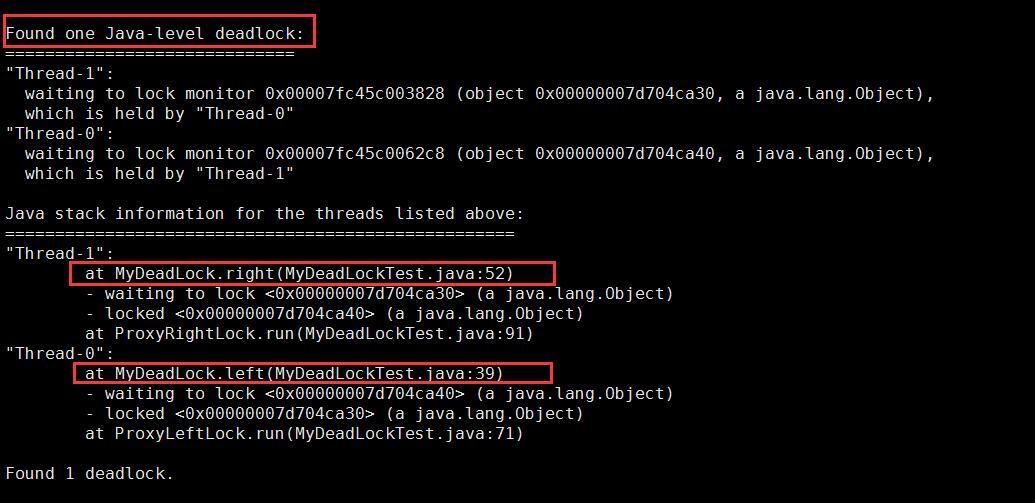 Found one Java-level deadlock:
=============================
"Thread-1":
  waiting to lock monitor 0x00007fc45c003828 (object 0x00000007d704ca30, a java.lang.Object),
  which is held by "Thread-0"
"Thread-0":
  waiting to lock monitor 0x00007fc45c0062c8 (object 0x00000007d704ca40, a java.lang.Object),
  which is held by "Thread-1"
Java stack information for the threads listed above:
===================================================
"Thread-1":
        at MyDeadLock.right(MyDeadLockTest.java:52)
        - waiting to lock <0x00000007d704ca30> (a java.lang.Object)
        - locked <0x00000007d704ca40> (a java.lang.Object)
        at ProxyRightLock.run(MyDeadLockTest.java:91)
"Thread-0":
        at MyDeadLock.left(MyDeadLockTest.java:39)
        - waiting to lock <0x00000007d704ca40> (a java.lang.Object)
        - locked <0x00000007d704ca30> (a java.lang.Object)
        at ProxyLeftLock.run(MyDeadLockTest.java:71)
Found 1 deadlock.